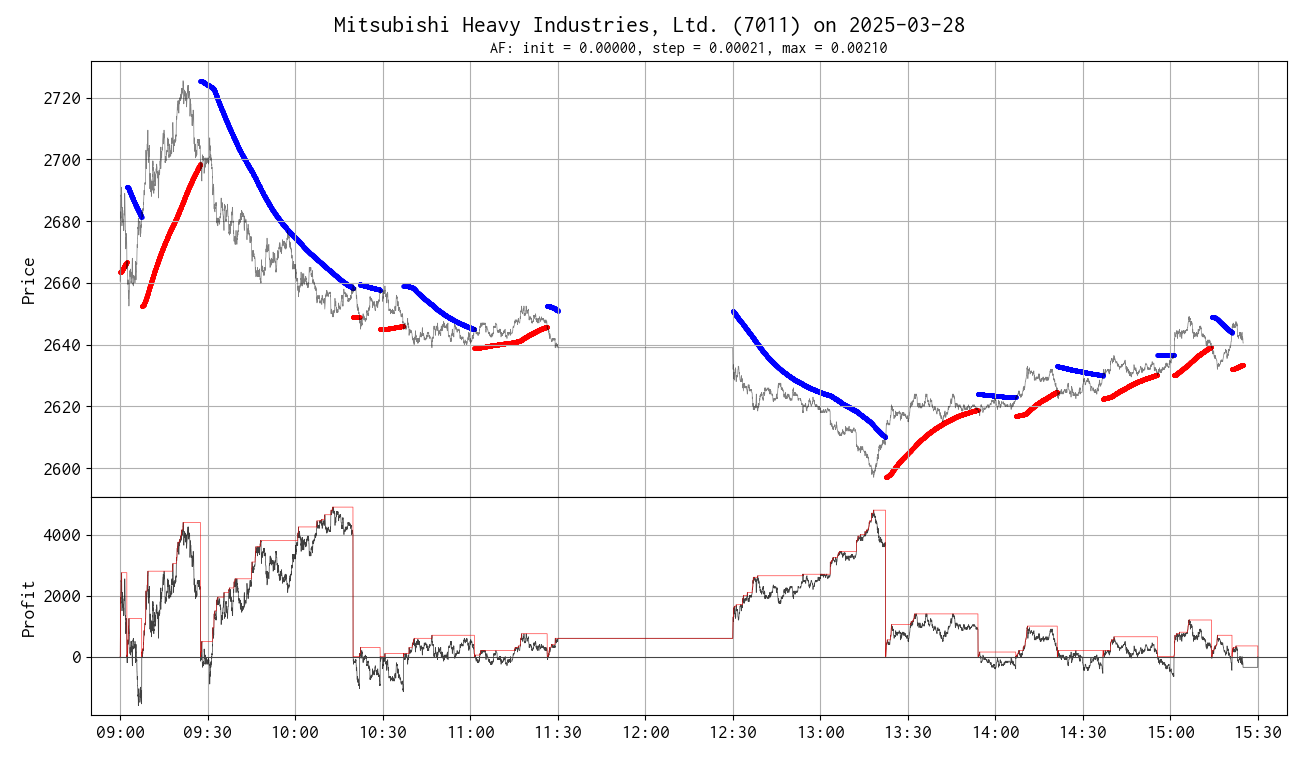 Mitsubishi Heavy Industries, Ltd. (7011) on 2025-03-28
AF: init = 0.00000, step = 0.00021, max = 0.00210
Price
2720
2700
2680
2660
2640
2620
2600
Profit
4000
2000
0
09:00 09:30 10:00 10:30 11:00 11:30 12:00 12:30 13:00 13:30 14:00 14:30 15:00 15:30